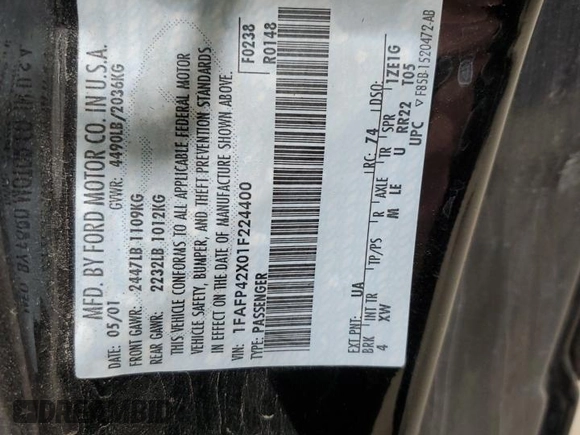 MFD. BY FORD MOTOR CO. IN U.S.A.
DATE: 05/01 GVWR: 4490LB/2036KG
FRONT GAWR: 2447LB 1109KG
REAR GAWR: 2232LB 1012KG
THIS VEHICLE CONFORMS TO ALL APPLICABLE FEDERAL MOTOR
VEHICLE SAFETY, BUMPER, AND THEFT PREVENTION STANDARDS
IN EFFECT ON THE DATE OF MANUFACTURE SHOWN ABOVE.
VIN: 1FAFP42X01F224400
TYPE: PASSENGER
F0238
R0148
EXT PNT: UA RC: Z4 DSO:
BRK INT TR TP/PS R AXLE TR SPR 1ZE1G
4 XW M LE U RR22 T05
UPC ▽ F85B-1520472-AB
DREAMBID